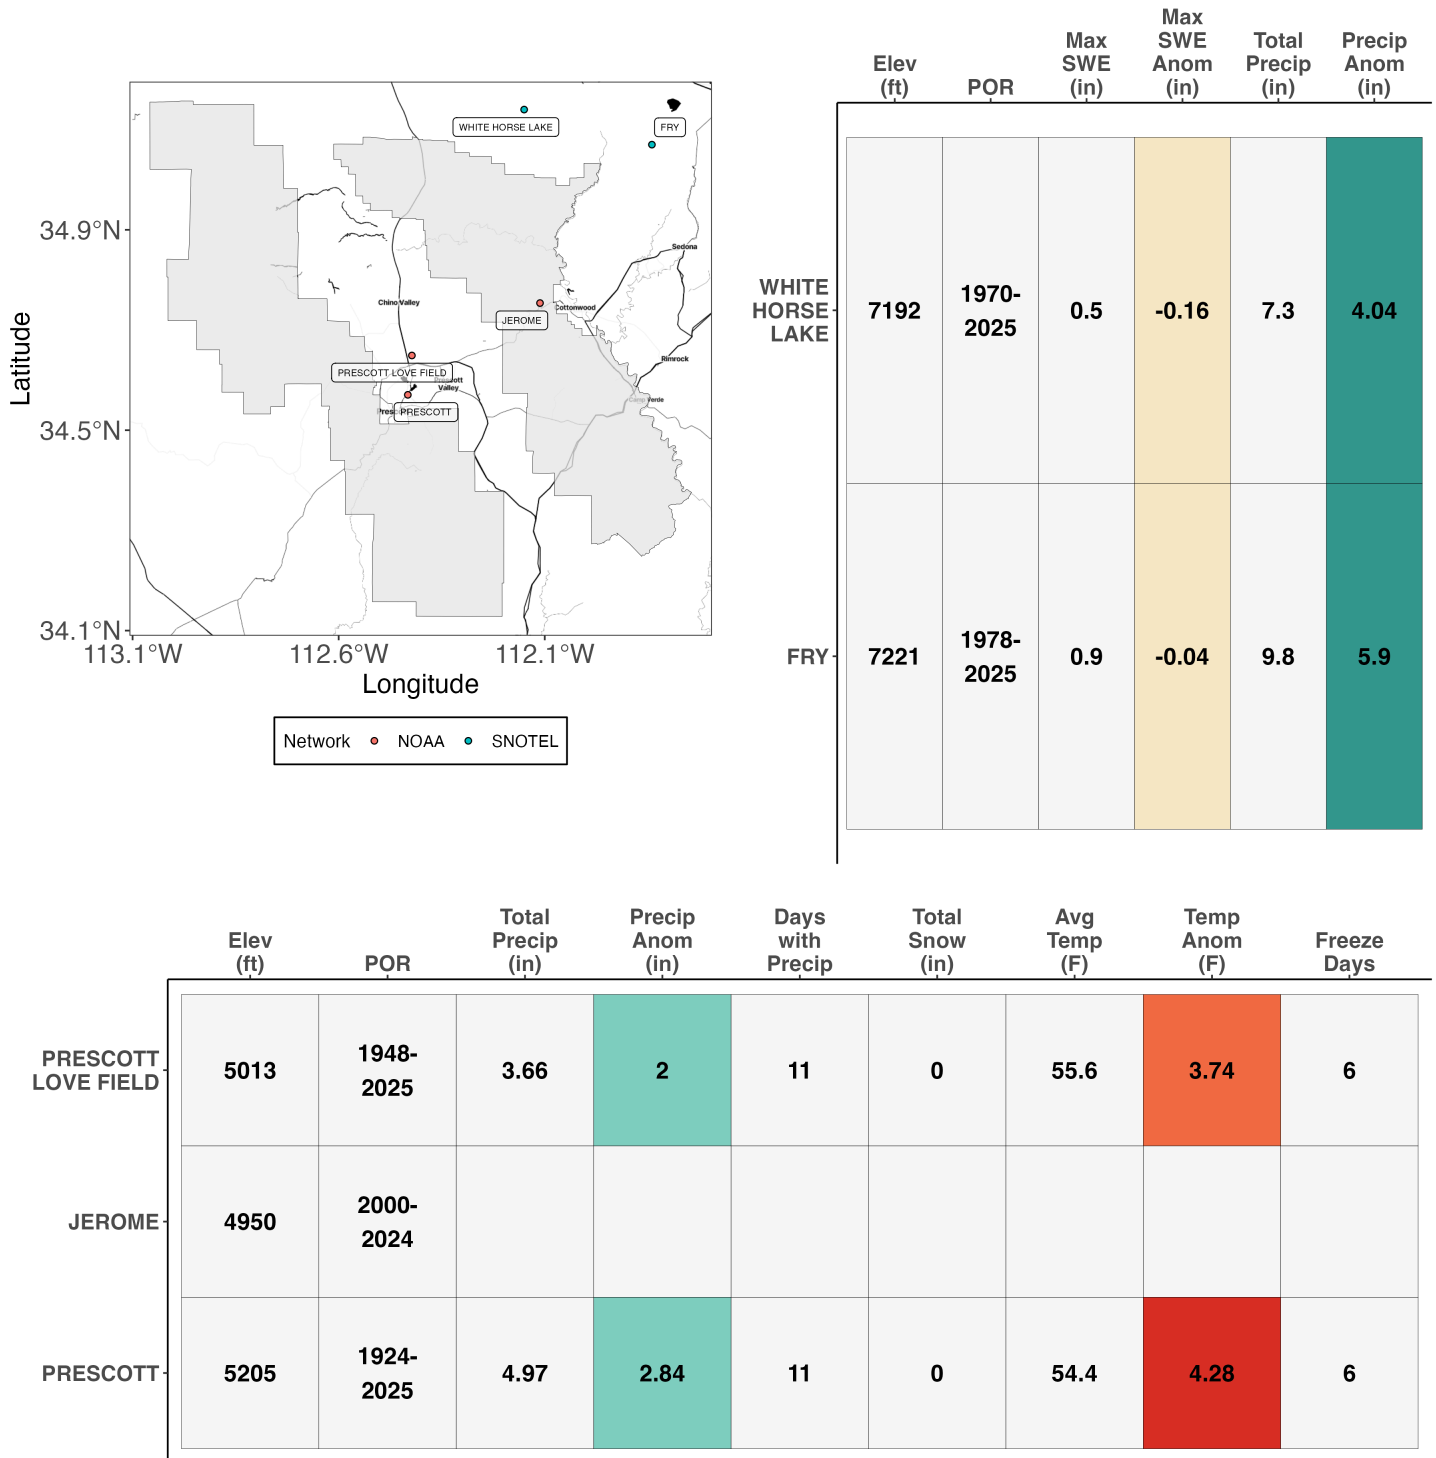 WHITE HORSE LAKE
FRY
Sedona
Chino Valley
Cottonwood
JEROME
Rimrock
PRESCOTT LOVE FIELD
Prescott
Valley
Camp Verde
PRESCOTT
34.9°N
34.5°N
34.1°N
Latitude
113.1°W
112.6°W
112.1°W
Longitude
Network
NOAA
SNOTEL
Elev
(ft)
POR
Max
SWE
(in)
Max
SWE
Anom
(in)
Total
Precip
(in)
Precip
Anom
(in)
WHITE
HORSE
LAKE
7192
1970-
2025
0.5
-0.16
7.3
4.04
FRY
7221
1978-
2025
0.9
-0.04
9.8
5.9
Elev
(ft)
POR
Total
Precip
(in)
Precip
Anom
(in)
Days
with
Precip
Total
Snow
(in)
Avg
Temp
(F)
Temp
Anom
(F)
Freeze
Days
PRESCOTT
LOVE FIELD
5013
1948-
2025
3.66
2
11
0
55.6
3.74
6
JEROME
4950
2000-
2024
PRESCOTT
5205
1924-
2025
4.97
2.84
11
0
54.4
4.28
6